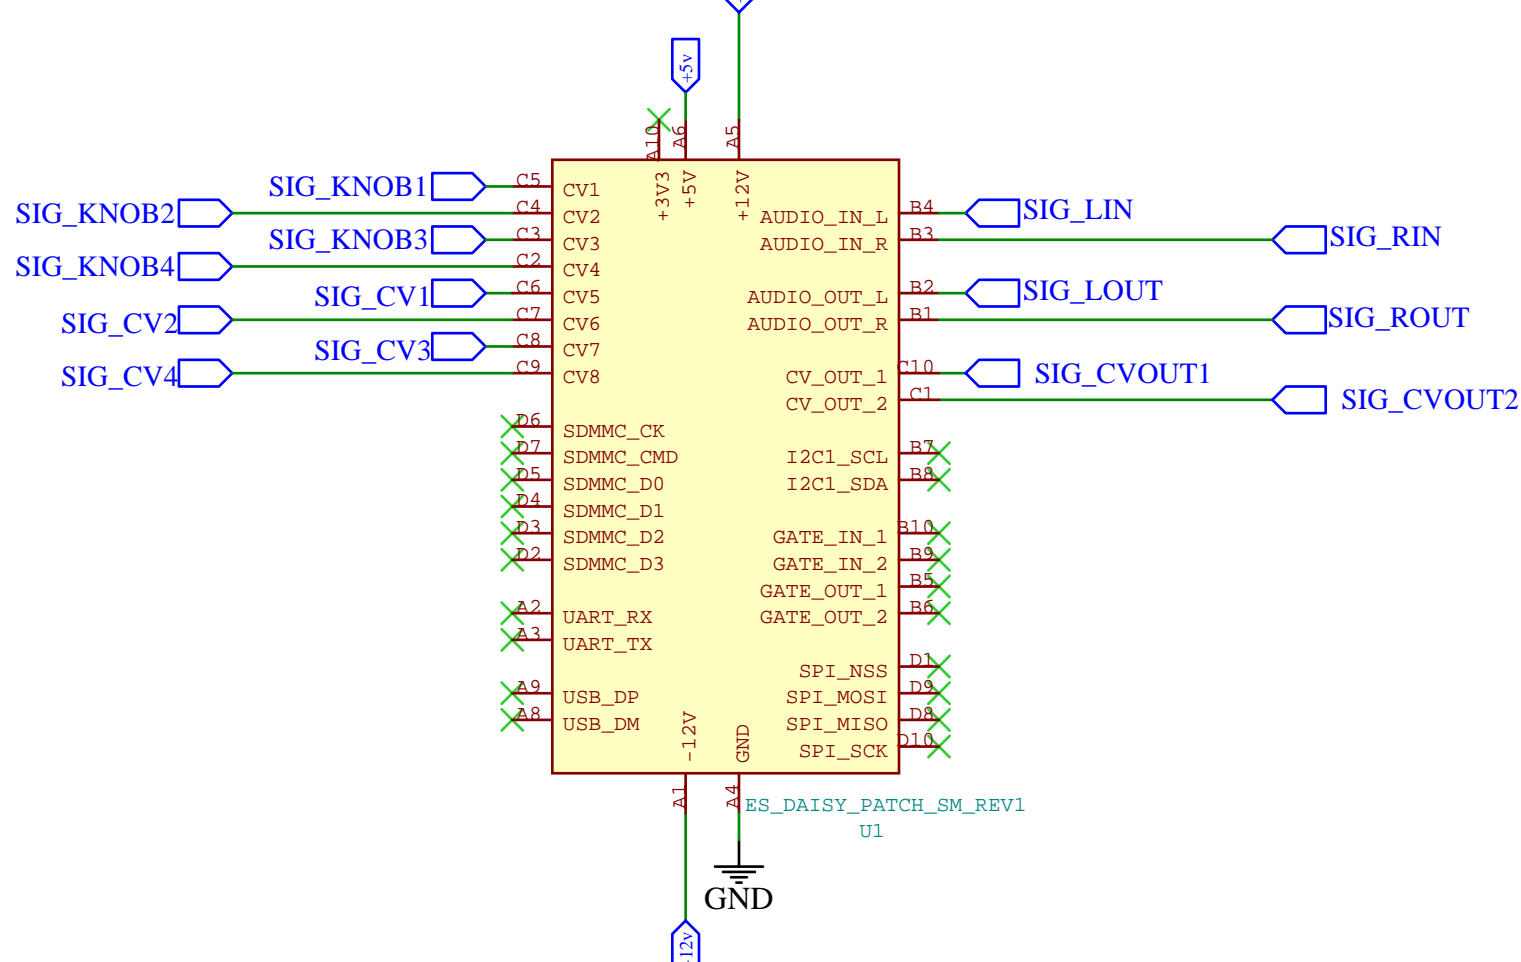 +5v
A10
A6
A5
+3V3
+5V
+12V
SIG_KNOB1
C5
CV1
SIG_KNOB2
C4
CV2
SIG_KNOB3
C3
CV3
SIG_KNOB4
C2
CV4
SIG_CV1
C6
CV5
SIG_CV2
C7
CV6
SIG_CV3
C8
CV7
SIG_CV4
C9
CV8
D6
SDMMC_CK
D7
SDMMC_CMD
D5
SDMMC_D0
D4
SDMMC_D1
D3
SDMMC_D2
D2
SDMMC_D3
A2
UART_RX
A3
UART_TX
A9
USB_DP
A8
USB_DM
AUDIO_IN_L
B4
SIG_LIN
AUDIO_IN_R
B3
SIG_RIN
AUDIO_OUT_L
B2
SIG_LOUT
AUDIO_OUT_R
B1
SIG_ROUT
CV_OUT_1
C10
SIG_CVOUT1
CV_OUT_2
C1
SIG_CVOUT2
I2C1_SCL
B7
I2C1_SDA
B8
GATE_IN_1
B10
GATE_IN_2
B9
GATE_OUT_1
B5
GATE_OUT_2
B6
SPI_NSS
D1
SPI_MOSI
D9
SPI_MISO
D8
SPI_SCK
D10
-12V
GND
A1
A4
ES_DAISY_PATCH_SM_REV1
U1
GND
-12v